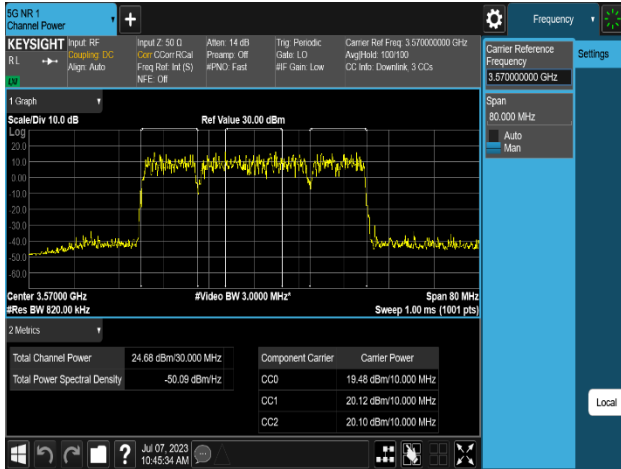 5G NR 1
Channel Power
Frequency
KEYSIGHT
Input: RF
Input Z: 50 Ω
Atten: 14 dB
Trig: Periodic
Carrier Ref Freq: 3.570000000 GHz
RL
Coupling: DC
Corr CCorr RCal
Preamp: Off
Gate: LO
Avg|Hold: 100/100
Align: Auto
Freq Ref: Int (S)
#PNO: Fast
#IF Gain: Low
CC Info: Downlink, 3 CCs
NFE: Off
Carrier Reference
Frequency
3.570000000 GHz
Settings
Span
80.000 MHz
Auto
Man
1 Graph
Scale/Div 10.0 dB
Ref Value 30.00 dBm
Log
20.0
10.0
0.00
-10.0
-20.0
-30.0
-40.0
-50.0
-60.0
Center 3.57000 GHz
#Video BW 3.0000 MHz*
Span 80 MHz
#Res BW 820.00 kHz
Sweep 1.00 ms (1001 pts)
2 Metrics
Total Channel Power 24.68 dBm/30.000 MHz
Total Power Spectral Density -50.09 dBm/Hz
Component Carrier Carrier Power
CC0 19.48 dBm/10.000 MHz
CC1 20.12 dBm/10.000 MHz
CC2 20.10 dBm/10.000 MHz
Local
?
Jul 07, 2023
10:45:34 AM